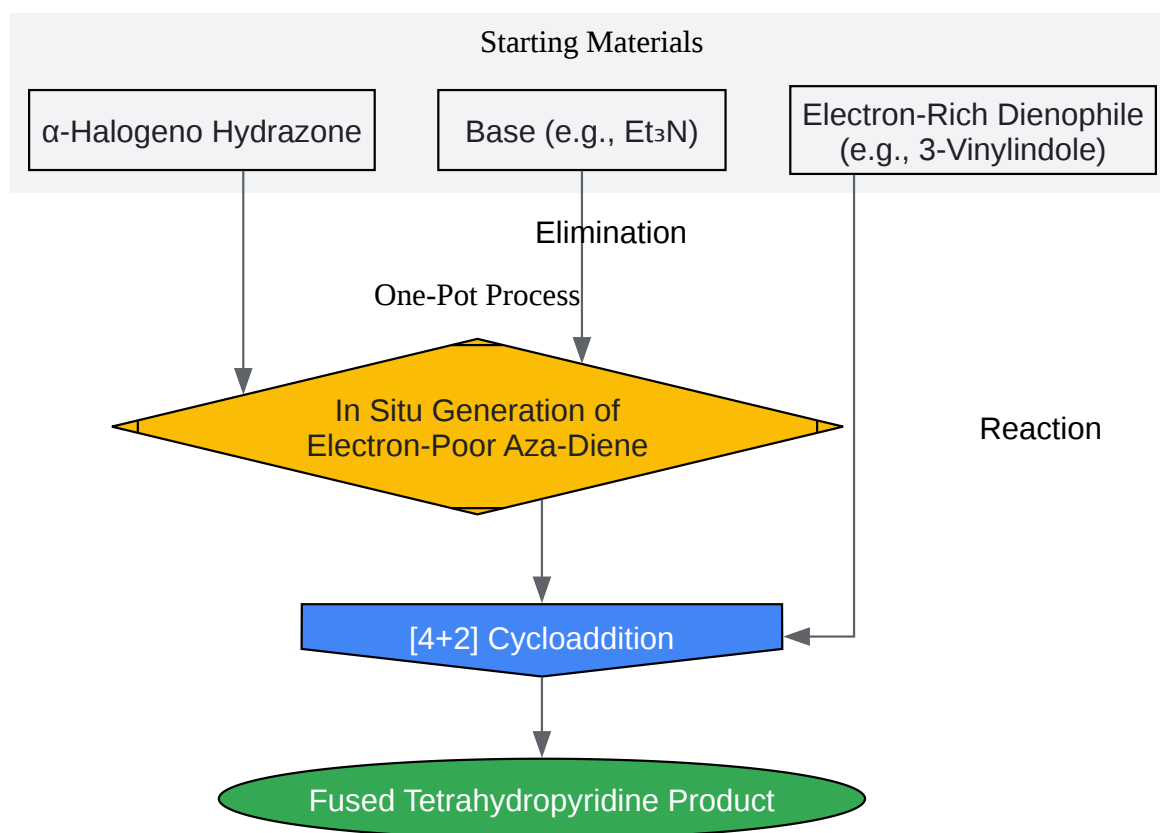 Starting Materials
α-Halogeno Hydrazone
Base (e.g., Et₃N)
Electron-Rich Dienophile
(e.g., 3-Vinylindole)
Elimination
One-Pot Process
In Situ Generation of
Electron-Poor Aza-Diene
Reaction
[4+2] Cycloaddition
Fused Tetrahydropyridine Product